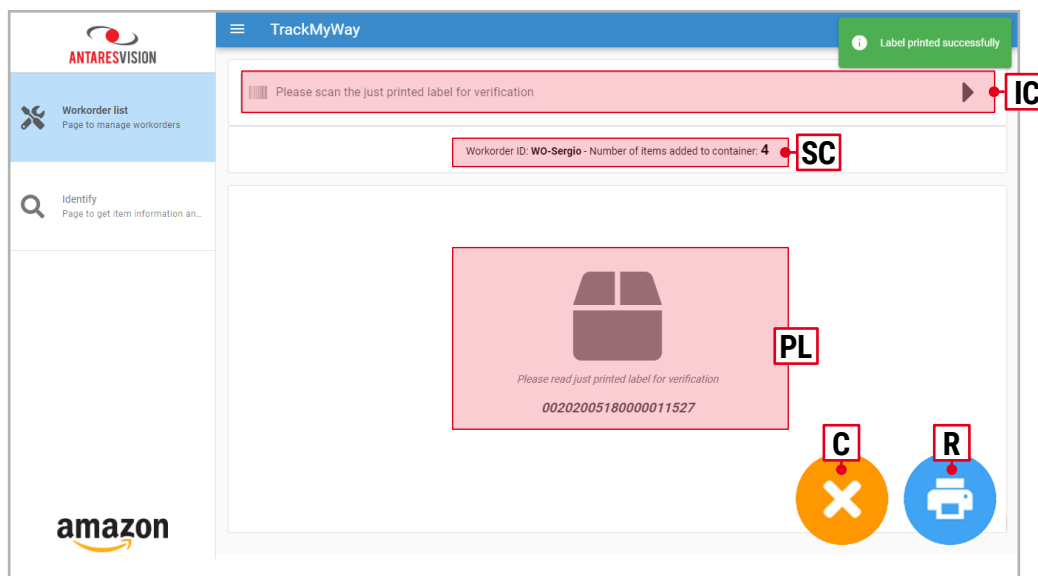 ANTARESVISION
TrackMyWay
Label printed successfully
Workorder list
Page to manage workorders
Please scan the just printed label for verification
IC
Workorder ID: WO-Sergio - Number of items added to container: 4
SC
Identify
Page to get item information an...
PL
Please read just printed label for verification
00202005180000011527
C
R
amazon